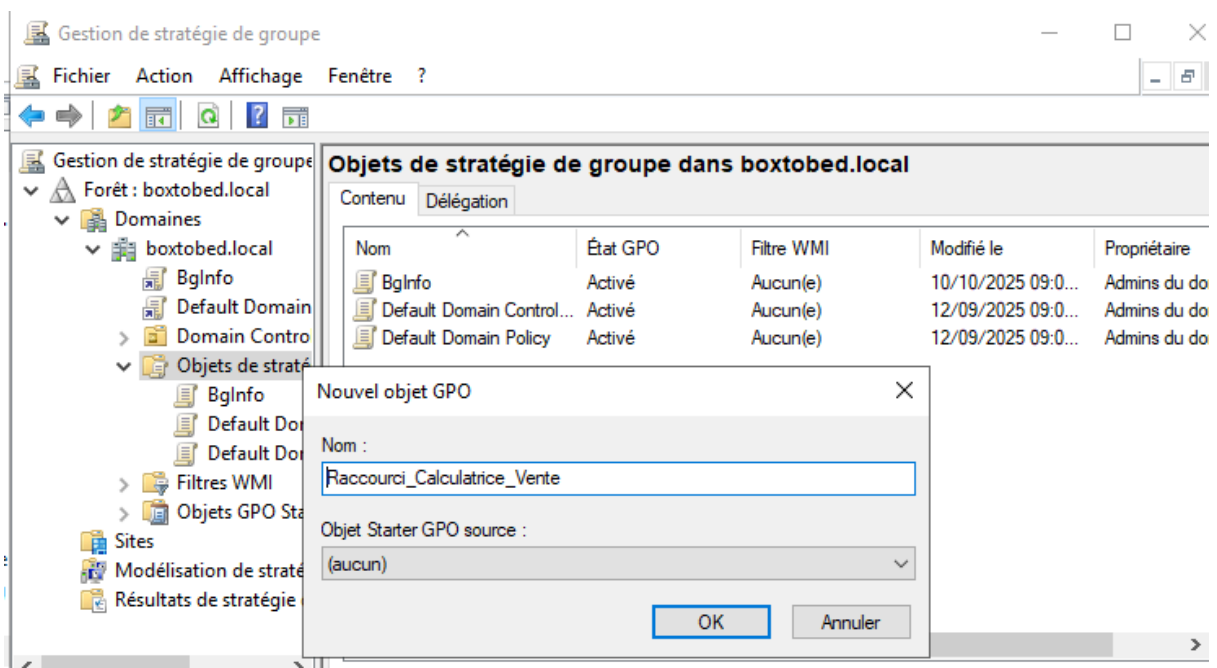 Gestion de stratégie de groupe
Fichier Action Affichage Fenêtre ?
Gestion de stratégie de groupe
Forêt : boxtobed.local
Domaines
boxtobed.local
BgInfo
Default Domain
Domain Contro
Objets de straté
BgInfo
Default Do
Default Do
Filtres WMI
Objets GPO Sta
Sites
Modélisation de straté
Résultats de stratégie
Objets de stratégie de groupe dans boxtobed.local
Contenu Délégation
Nom État GPO Filtre WMI Modifié le Propriétaire
BgInfo Activé Aucun(e) 10/10/2025 09:0... Admins du do
Default Domain Control... Activé Aucun(e) 12/09/2025 09:0... Admins du do
Default Domain Policy Activé Aucun(e) 12/09/2025 09:0... Admins du do
Nouvel objet GPO
Nom :
Raccourci_Calculatrice_Vente
Objet Starter GPO source :
(aucun)
OK Annuler